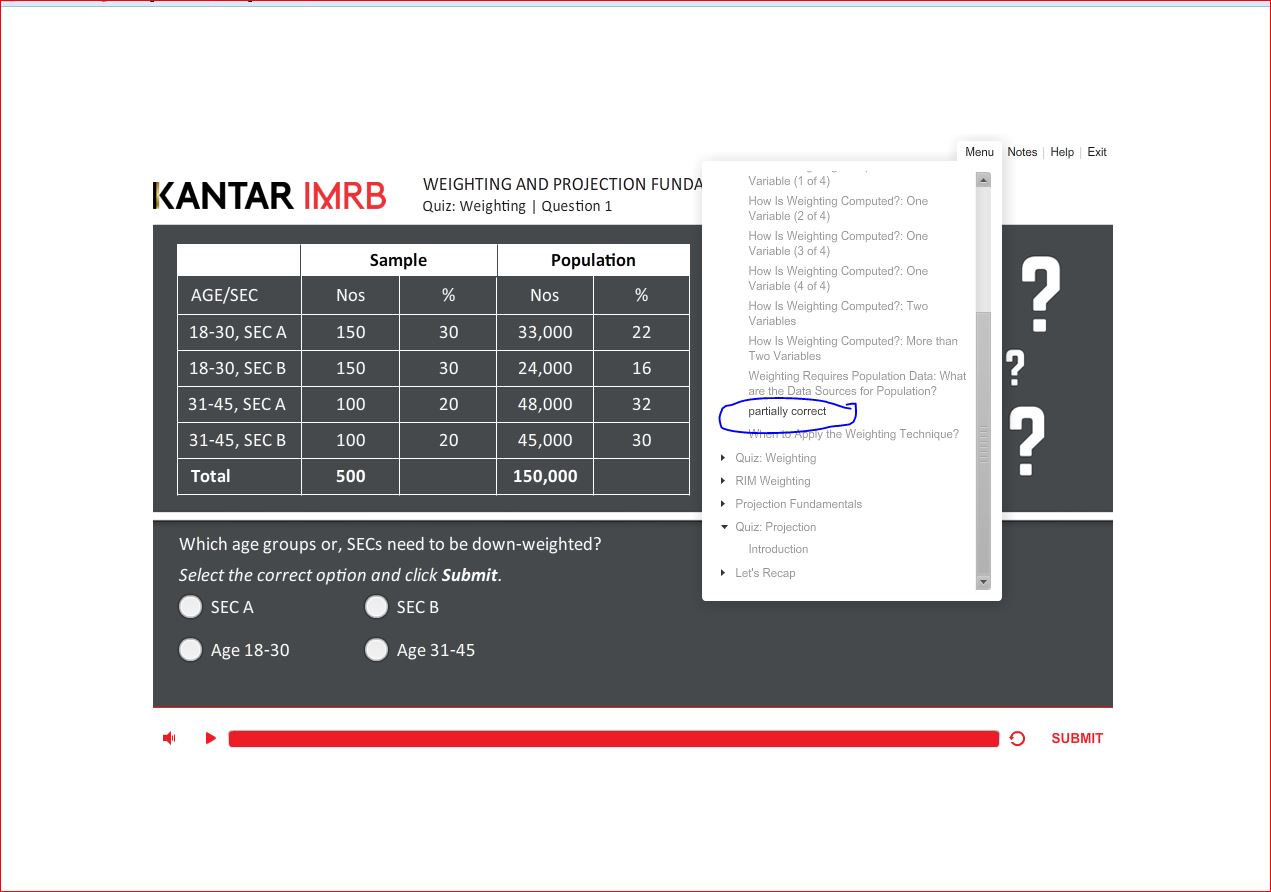 Menu Notes | Help | Exit
KANTAR IMRB
WEIGHTING AND PROJECTION FUNDA
Quiz: Weighting | Question 1
Sample Population
AGE/SEC Nos % Nos %
18-30, SEC A 150 30 33,000 22
18-30, SEC B 150 30 24,000 16
31-45, SEC A 100 20 48,000 32
31-45, SEC B 100 20 45,000 30
Total 500 150,000
Variable (1 of 4)
How Is Weighting Computed?: One
Variable (2 of 4)
How Is Weighting Computed?: One
Variable (3 of 4)
How Is Weighting Computed?: One
Variable (4 of 4)
How Is Weighting Computed?: Two
Variables
How Is Weighting Computed?: More than
Two Variables
Weighting Requires Population Data: What
are the Data Sources for Population?
partially correct
When to Apply the Weighting Technique?
Quiz: Weighting
RIM Weighting
Projection Fundamentals
Quiz: Projection
Introduction
Let's Recap
? 
?
?
Which age groups or, SECs need to be down-weighted?
Select the correct option and click Submit.
SEC A SEC B
Age 18-30 Age 31-45
SUBMIT